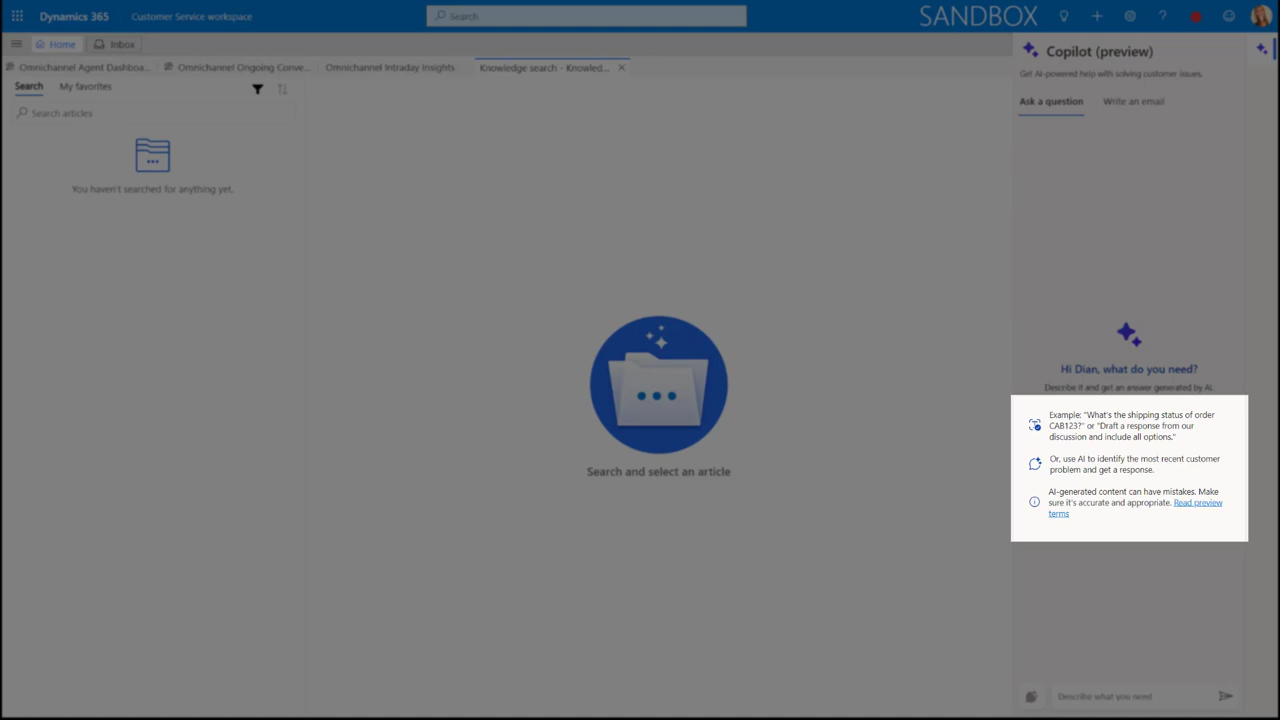 Dynamics 365
Customer Service workspace
Search
SANDBOX
Home
Inbox
Omnichannel Agent Dashboa...
Omnichannel Ongoing Conve...
Omnichannel Intraday Insights
Knowledge search - Knowled...
Search
My favorites
Search articles
You haven't searched for anything yet.
Search and select an article
Copilot (preview)
Get AI-powered help with solving customer issues.
Ask a question
Write an email
Hi Dian, what do you need?
Describe it and get an answer generated by AI.
Example: "What's the shipping status of order
CAB123?" or "Draft a response from our
discussion and include all options."
Or, use AI to identify the most recent customer
problem and get a response.
AI-generated content can have mistakes. Make
sure it's accurate and appropriate. Read preview
terms
Describe what you need